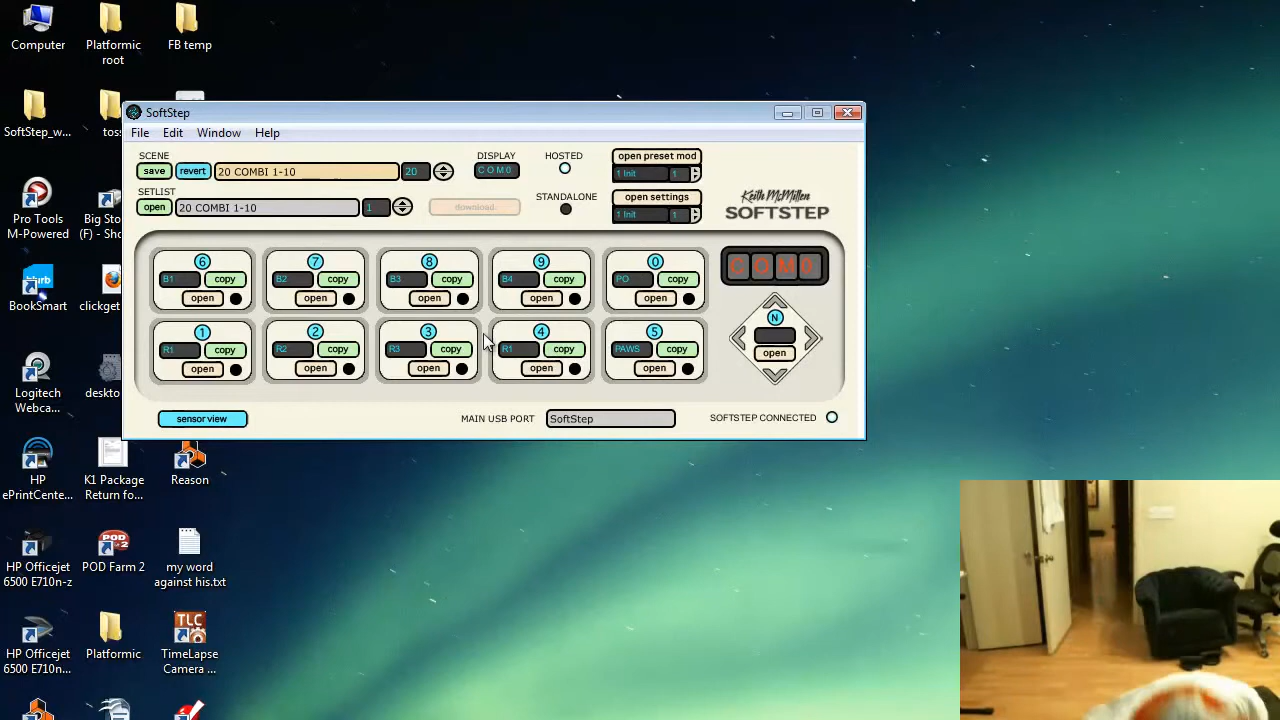 Computer
Platformic root
FB temp
SoftStep_w...
toss
Pro Tools M-Powered
Big Sto
(F) - Sho
BookSmart
clickget
Logitech Webca...
deskto
HP ePrintCente...
K1 Package Return fo...
Reason
HP Officejet 6500 E710n-z
POD Farm 2
my word against his.txt
HP Officejet 6500 E710n...
Platformic
TLC
TimeLapse Camera ...
SoftStep
File Edit Window Help
SCENE
save revert 20 COMBI 1-10 20
SETLIST
open 20 COMBI 1-10 1 download
DISPLAY
COM0
HOSTED
STANDALONE
open preset mod
1 Init 1
open settings
1 Init 1
Keith McMillen
SOFTSTEP
6 7 8 9 0
B1 copy B2 copy B3 copy B4 copy PO copy
open open open open open
1 2 3 4 5
R1 copy R2 copy R3 copy R1 copy PAWS copy
open open open open open
COM0
N
open
sensor view
MAIN USB PORT SoftStep
SOFTSTEP CONNECTED